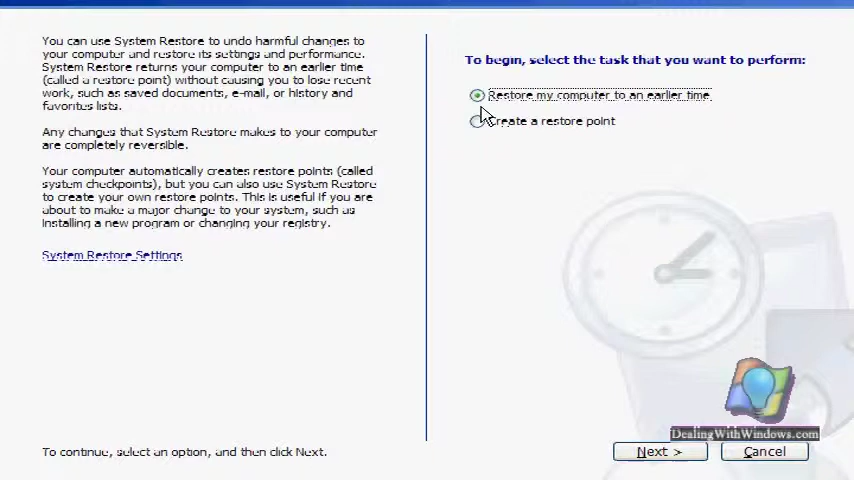 You can use System Restore to undo harmful changes to
your computer and restore its settings and performance.
System Restore returns your computer to an earlier time
(called a restore point) without causing you to lose recent
work, such as saved documents, e-mail, or history and
favorites lists.
Any changes that System Restore makes to your computer
are completely reversible.
Your computer automatically creates restore points (called
system checkpoints), but you can also use System Restore
to create your own restore points. This is useful if you are
about to make a major change to your system, such as
installing a new program or changing your registry.
System Restore Settings
To continue, select an option, and then click Next.
To begin, select the task that you want to perform:
Restore my computer to an earlier time
Create a restore point
DealingWithWindows.com
Next >
Cancel